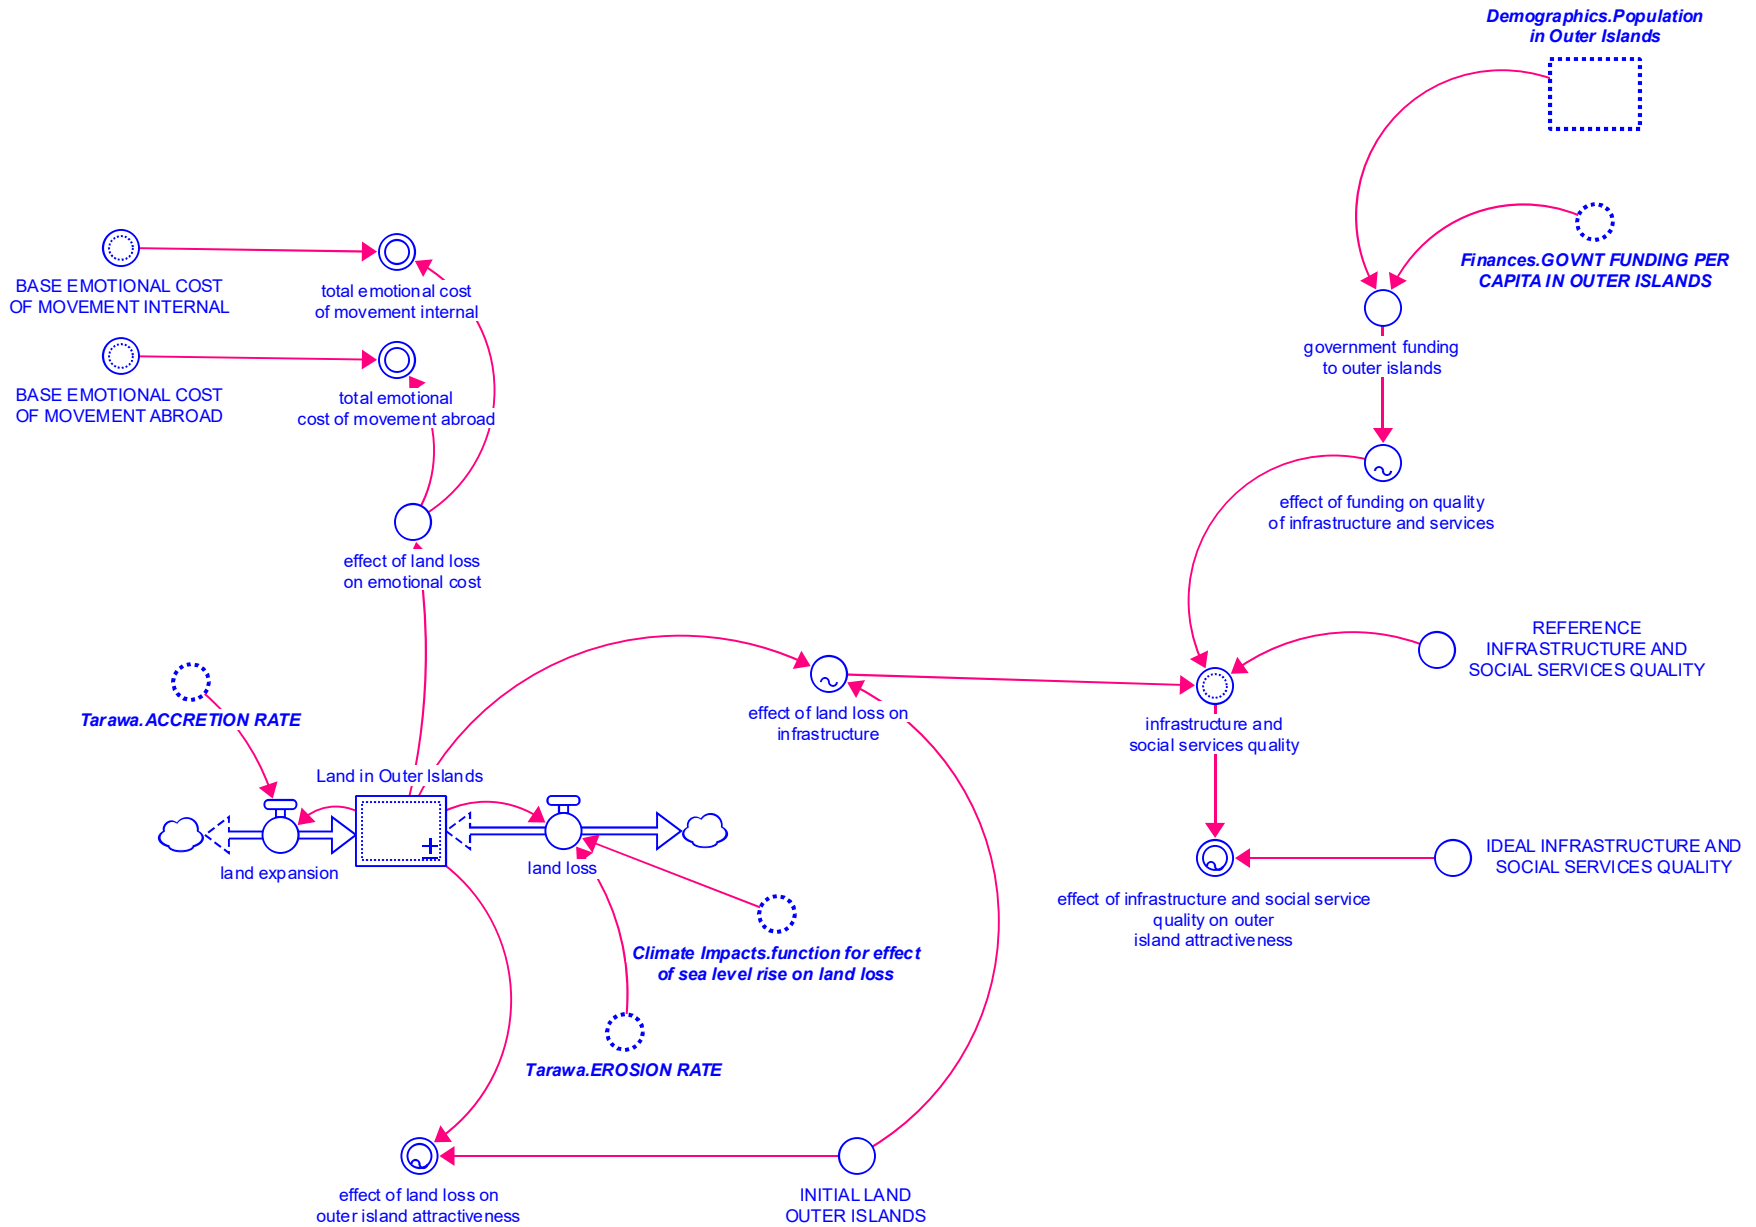 Demographics.Population
in Outer Islands
Finances.GOVNT FUNDING PER
CAPITA IN OUTER ISLANDS
BASE EMOTIONAL COST
OF MOVEMENT INTERNAL
total emotional cost
of movement internal
government funding
to outer islands
BASE EMOTIONAL COST
OF MOVEMENT ABROAD
total emotional
cost of movement abroad
effect of funding on quality
of infrastructure and services
effect of land loss
on emotional cost
REFERENCE
INFRASTRUCTURE AND
SOCIAL SERVICES QUALITY
Tarawa.ACCRETION RATE
effect of land loss on
infrastructure
infrastructure and
social services quality
Land in Outer Islands
land expansion
land loss
IDEAL INFRASTRUCTURE AND
SOCIAL SERVICES QUALITY
effect of infrastructure and social service
quality on outer
island attractiveness
Climate Impacts.function for effect
of sea level rise on land loss
Tarawa.EROSION RATE
effect of land loss on
outer island attractiveness
INITIAL LAND
OUTER ISLANDS